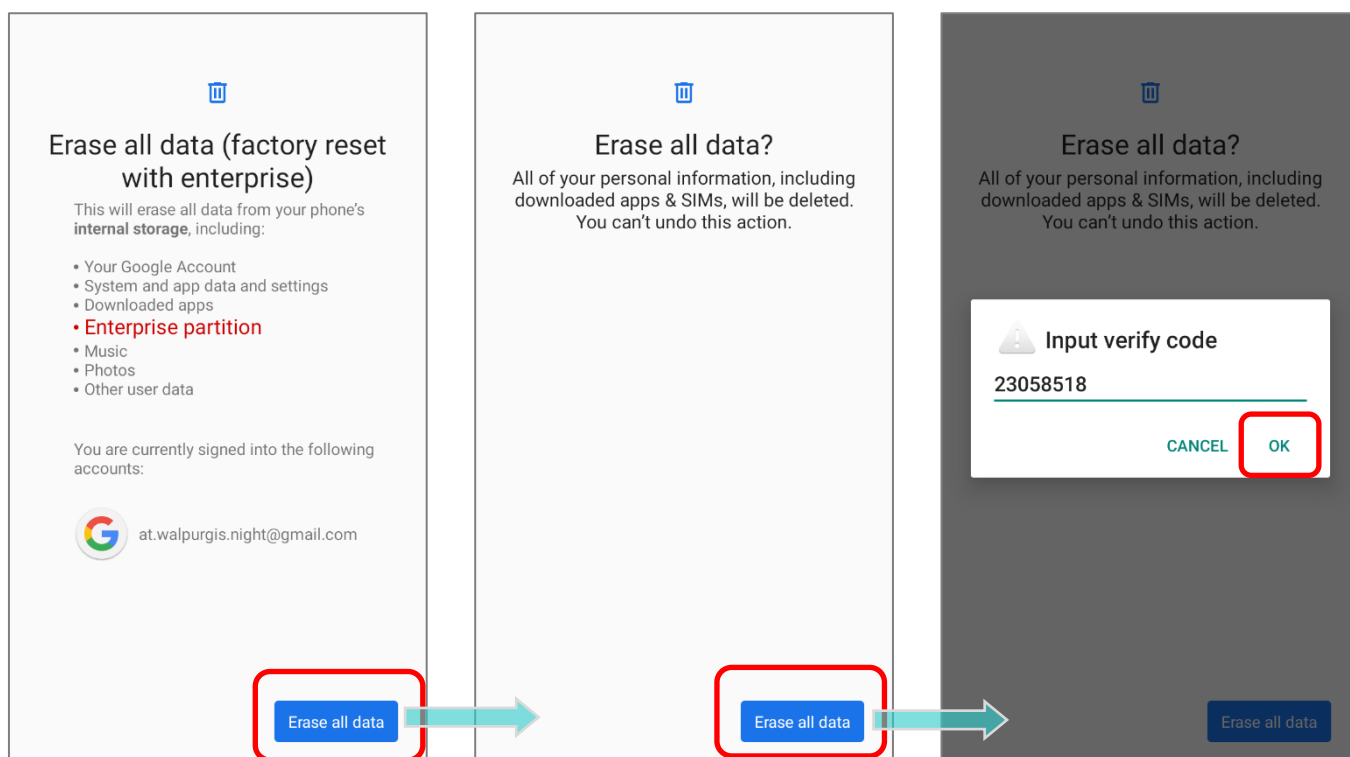 Erase all data (factory reset
with enterprise)
This will erase all data from your phone's
internal storage, including:
• Your Google Account
• System and app data and settings
• Downloaded apps
• Enterprise partition
• Music
• Photos
• Other user data
You are currently signed into the following
accounts:
at.walpurgis.night@gmail.com
Erase all data
Erase all data?
All of your personal information, including
downloaded apps & SIMs, will be deleted.
You can't undo this action.
Erase all data
Erase all data?
All of your personal information, including
downloaded apps & SIMs, will be deleted.
You can't undo this action.
Input verify code
23058518
CANCEL OK
Erase all data